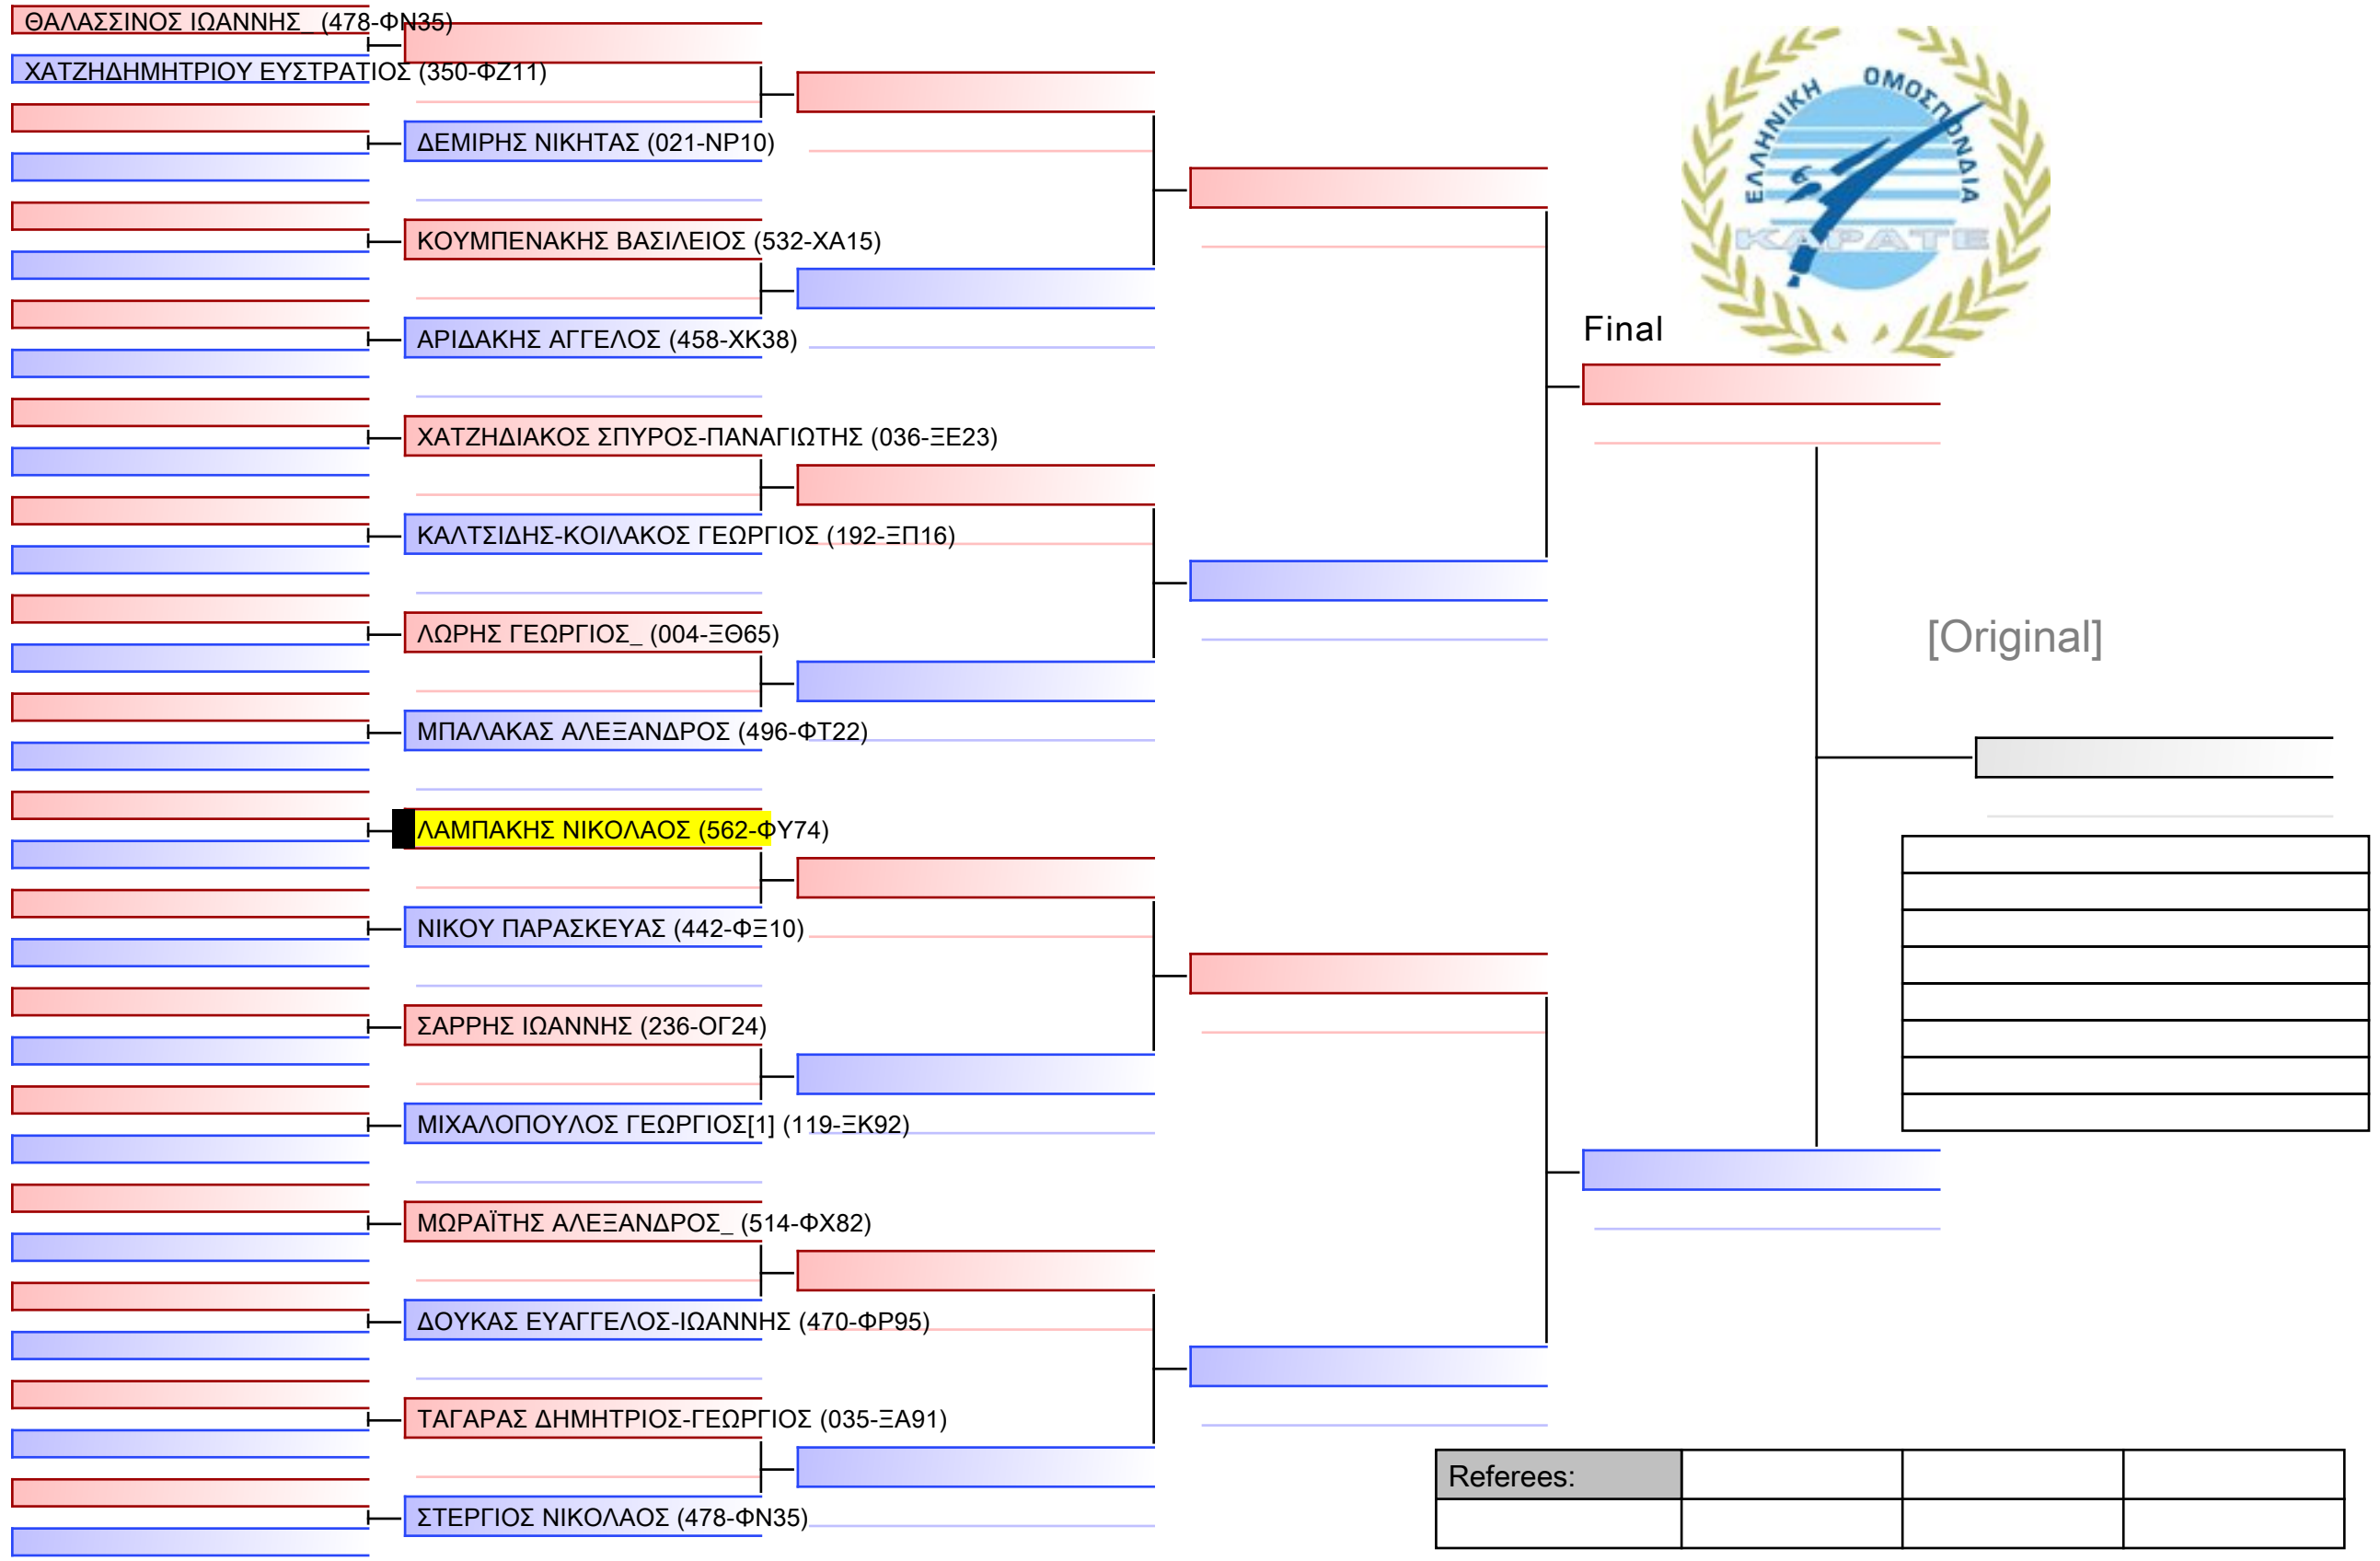 ΘΑΛΑΣΣΙΝΟΣ ΙΩΑΝΝΗΣ_ (478-ΦΝ35)
ΧΑΤΖΗΔΗΜΗΤΡΙΟΥ ΕΥΣΤΡΑΤΙΟΣ (350-ΦΖ11)
ΔΕΜΙΡΗΣ ΝΙΚΗΤΑΣ (021-ΝΡ10)
ΚΟΥΜΠΕΝΑΚΗΣ ΒΑΣΙΛΕΙΟΣ (532-ΧΑ15)
ΑΡΙΔΑΚΗΣ ΑΓΓΕΛΟΣ (458-ΧΚ38)
ΧΑΤΖΗΔΙΑΚΟΣ ΣΠΥΡΟΣ-ΠΑΝΑΓΙΩΤΗΣ (036-ΞΕ23)
ΚΑΛΤΣΙΔΗΣ-ΚΟΙΛΑΚΟΣ ΓΕΩΡΓΙΟΣ (192-ΞΠ16)
ΛΩΡΗΣ ΓΕΩΡΓΙΟΣ_ (004-ΞΘ65)
ΜΠΑΛΑΚΑΣ ΑΛΕΞΑΝΔΡΟΣ (496-ΦΤ22)
ΛΑΜΠΑΚΗΣ ΝΙΚΟΛΑΟΣ (562-ΦΥ74)
ΝΙΚΟΥ ΠΑΡΑΣΚΕΥΑΣ (442-ΦΞ10)
ΣΑΡΡΗΣ ΙΩΑΝΝΗΣ (236-ΟΓ24)
ΜΙΧΑΛΟΠΟΥΛΟΣ ΓΕΩΡΓΙΟΣ[1] (119-ΞΚ92)
ΜΩΡΑΪΤΗΣ ΑΛΕΞΑΝΔΡΟΣ_ (514-ΦΧ82)
ΔΟΥΚΑΣ ΕΥΑΓΓΕΛΟΣ-ΙΩΑΝΝΗΣ (470-ΦΡ95)
ΤΑΓΑΡΑΣ ΔΗΜΗΤΡΙΟΣ-ΓΕΩΡΓΙΟΣ (035-ΞΑ91)
ΣΤΕΡΓΙΟΣ ΝΙΚΟΛΑΟΣ (478-ΦΝ35)
ΕΛΛΗΝΙΚΗ ΟΜΟΣΠΟΝΔΙΑ
ΚΑΡΑΤΕ
Final
[Original]
Referees: